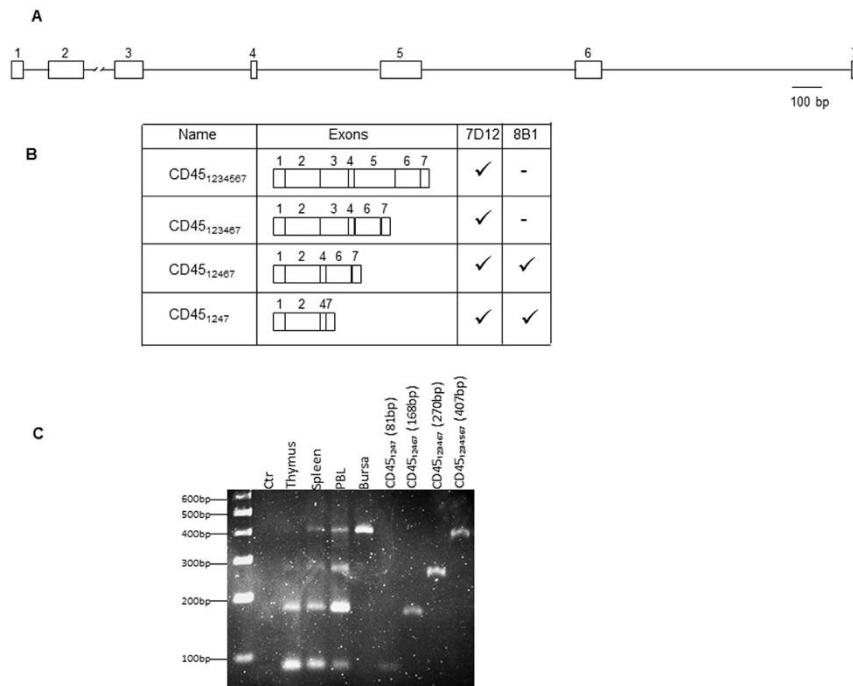 A
1 2 3 4 5 6
100 bp
B
Name Exons 7D12 8B1
CD45₁₂₃₄₅₆₇ 1 2 3 4 5 6 7 ✓ -
CD45₁₂₃₄₆₇ 1 2 3 4 6 7 ✓ -
CD45₁₂₄₆₇ 1 2 4 6 7 ✓ ✓
CD45₁₂₄₇ 1 2 47 ✓ ✓
C
Ctr
Thymus
Spleen
PBL
Bursa
CD45₁₂₄₇ (81bp)
CD45₁₂₄₆₇ (168bp)
CD45₁₂₃₄₆₇ (270bp)
CD45₁₂₃₄₅₆₇ (407bp)
600bp
500bp
400bp
300bp
200bp
100bp